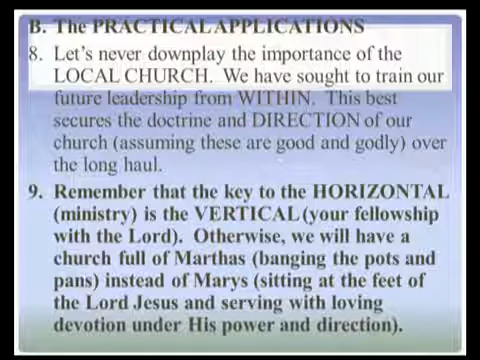 B. The PRACTICAL APPLICATIONS
8. Let's never downplay the importance of the
LOCAL CHURCH. We have sought to train our
future leadership from WITHIN. This best
secures the doctrine and DIRECTION of our
church (assuming these are good and godly) over
the long haul.
9. Remember that the key to the HORIZONTAL
(ministry) is the VERTICAL (your fellowship
with the Lord). Otherwise, we will have a
church full of Marthas (banging the pots and
pans) instead of Marys (sitting at the feet of
the Lord Jesus and serving with loving
devotion under His power and direction).